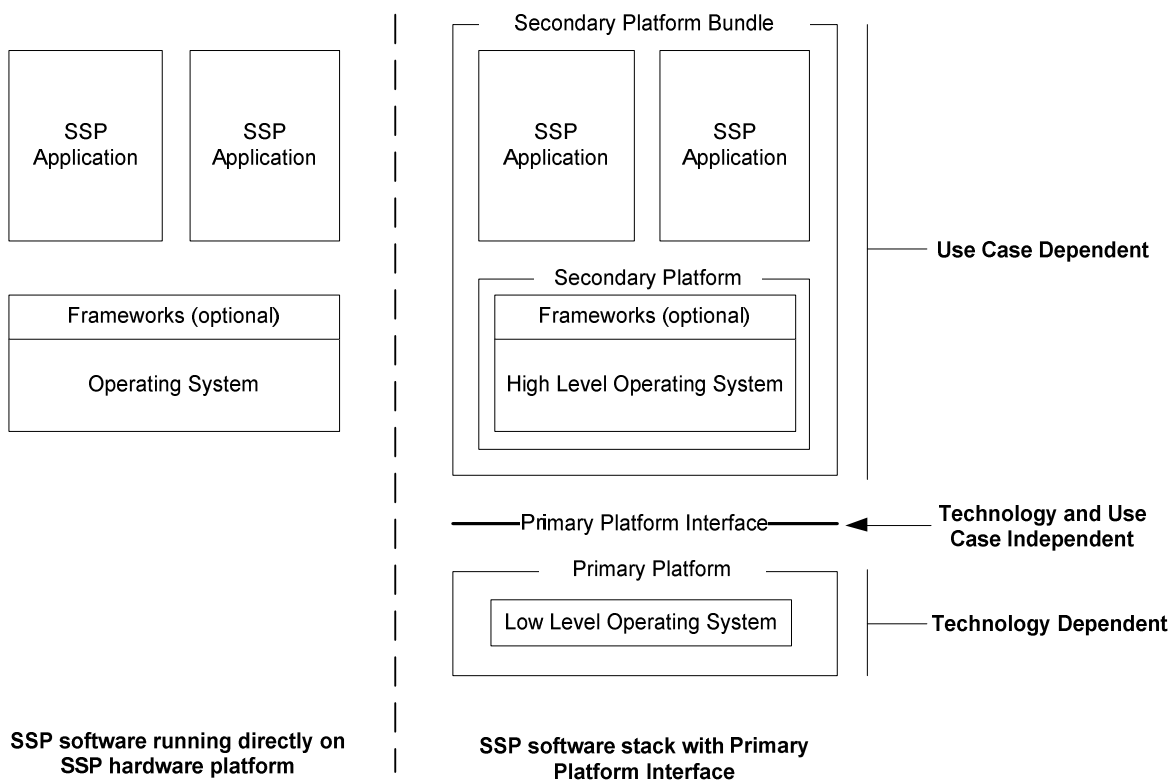 SSP
Application
SSP
Application
Frameworks (optional)
Operating System
SSP software running directly on
SSP hardware platform
Secondary Platform Bundle
SSP
Application
SSP
Application
Secondary Platform
Frameworks (optional)
High Level Operating System
Primary Platform Interface
Primary Platform
Low Level Operating System
SSP software stack with Primary
Platform Interface
Use Case Dependent
Technology and Use
Case Independent
Technology Dependent